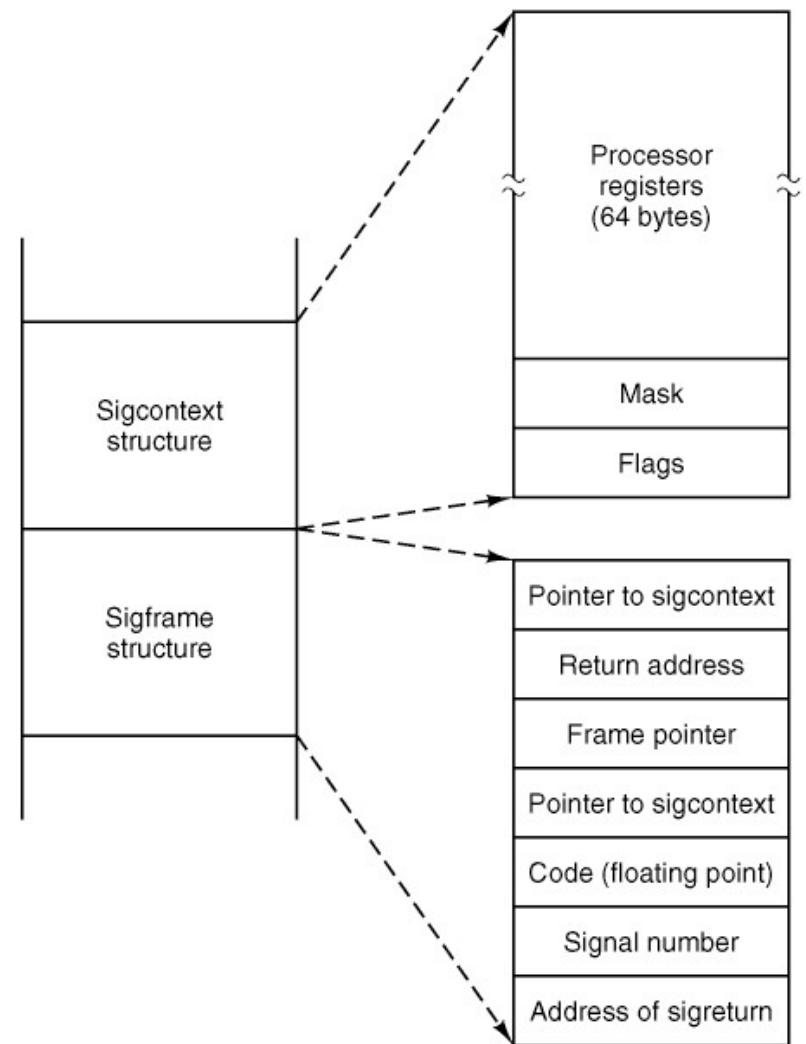 Processor
registers
(64 bytes)
Mask
Flags
Sigcontext
structure
Sigframe
structure
Pointer to sigcontext
Return address
Frame pointer
Pointer to sigcontext
Code (floating point)
Signal number
Address of sigreturn